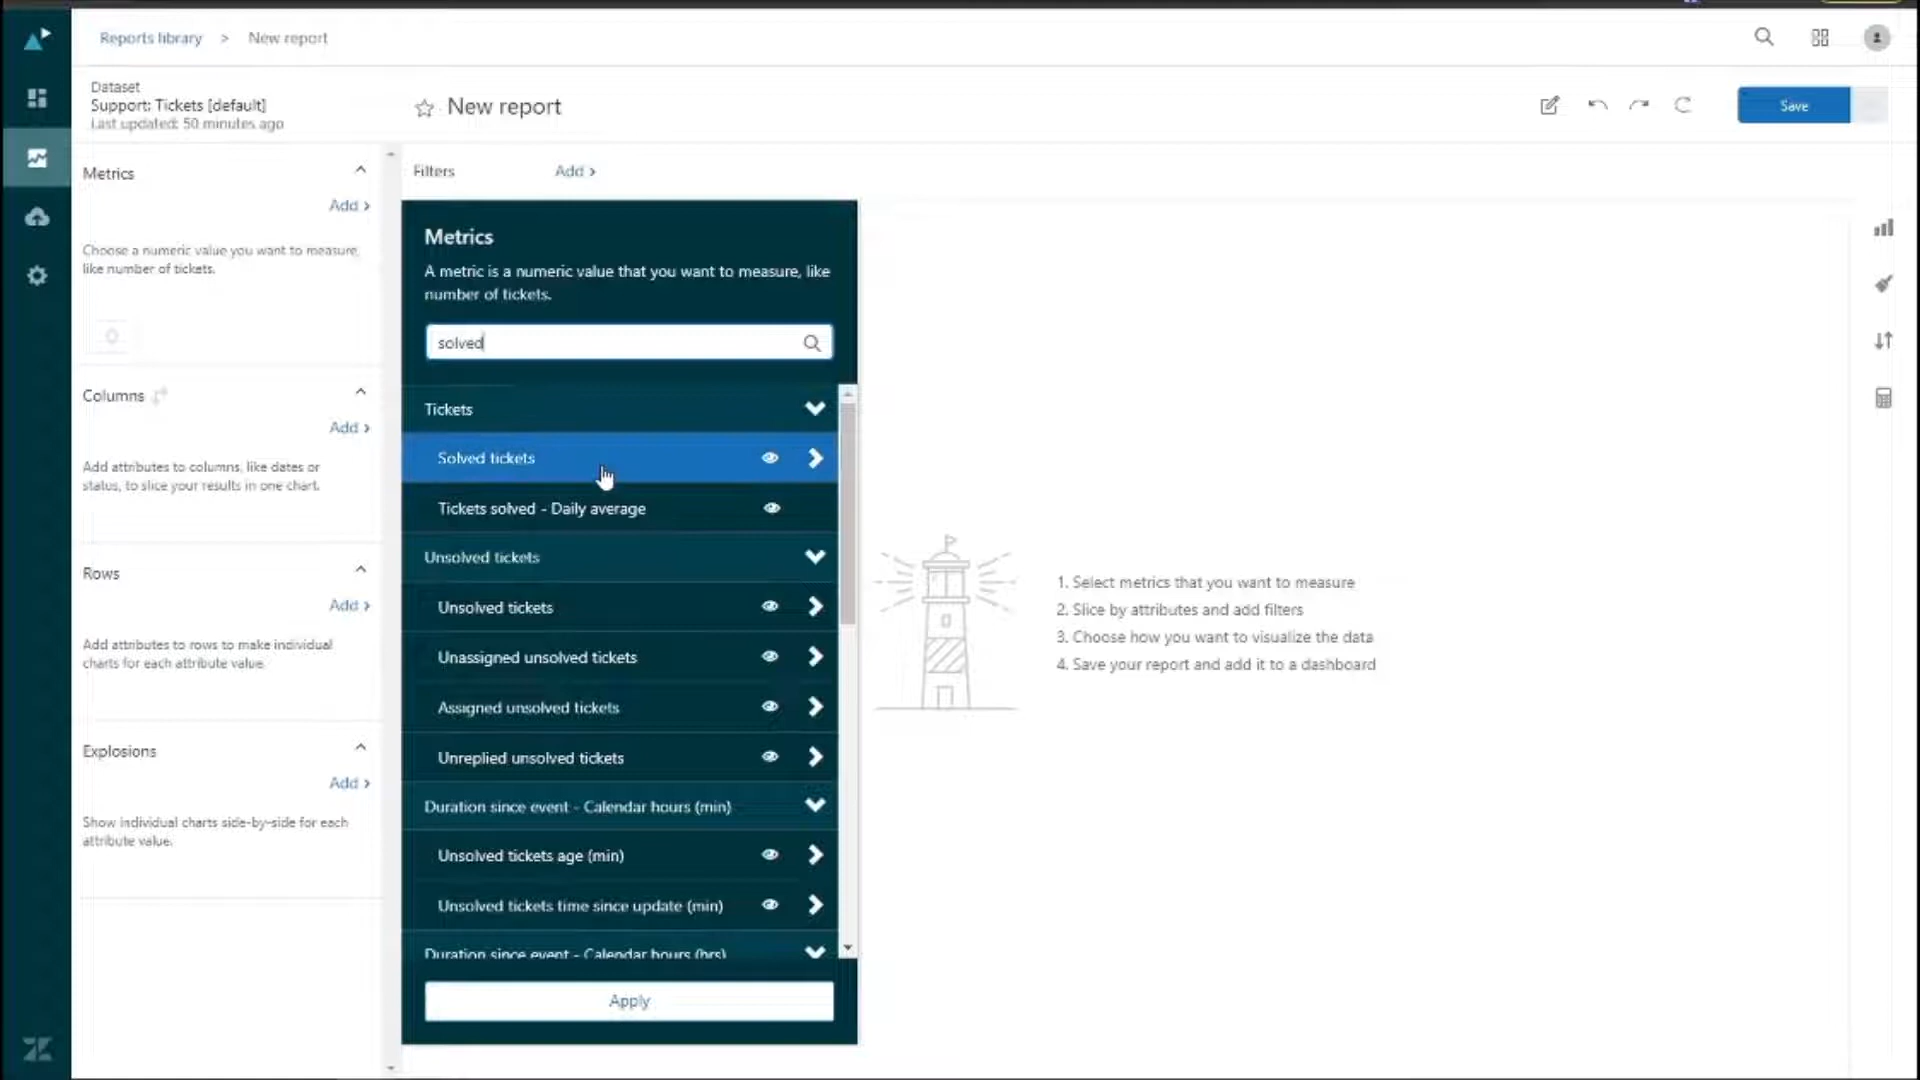 Reports library > New report
Dataset
Support: Tickets [default]
Last updated: 50 minutes ago
New report
Save
Metrics
Add >
Choose a numeric value you want to measure,
like number of tickets.
Columns
Add >
Add attributes to columns, like dates or
status, to slice your results in one chart.
Rows
Add >
Add attributes to rows to make individual
charts for each attribute value.
Explosions
Add >
Show individual charts side-by-side for each
attribute value.
Filters
Add >
Metrics
A metric is a numeric value that you want to measure, like
number of tickets.
solved
Tickets
Solved tickets
Tickets solved - Daily average
Unsolved tickets
Unsolved tickets
Unassigned unsolved tickets
Assigned unsolved tickets
Unreplied unsolved tickets
Duration since event - Calendar hours (min)
Unsolved tickets age (min)
Unsolved tickets time since update (min)
Duration since event - Calendar hours (hrs)
Apply
1. Select metrics that you want to measure
2. Slice by attributes and add filters
3. Choose how you want to visualize the data
4. Save your report and add it to a dashboard